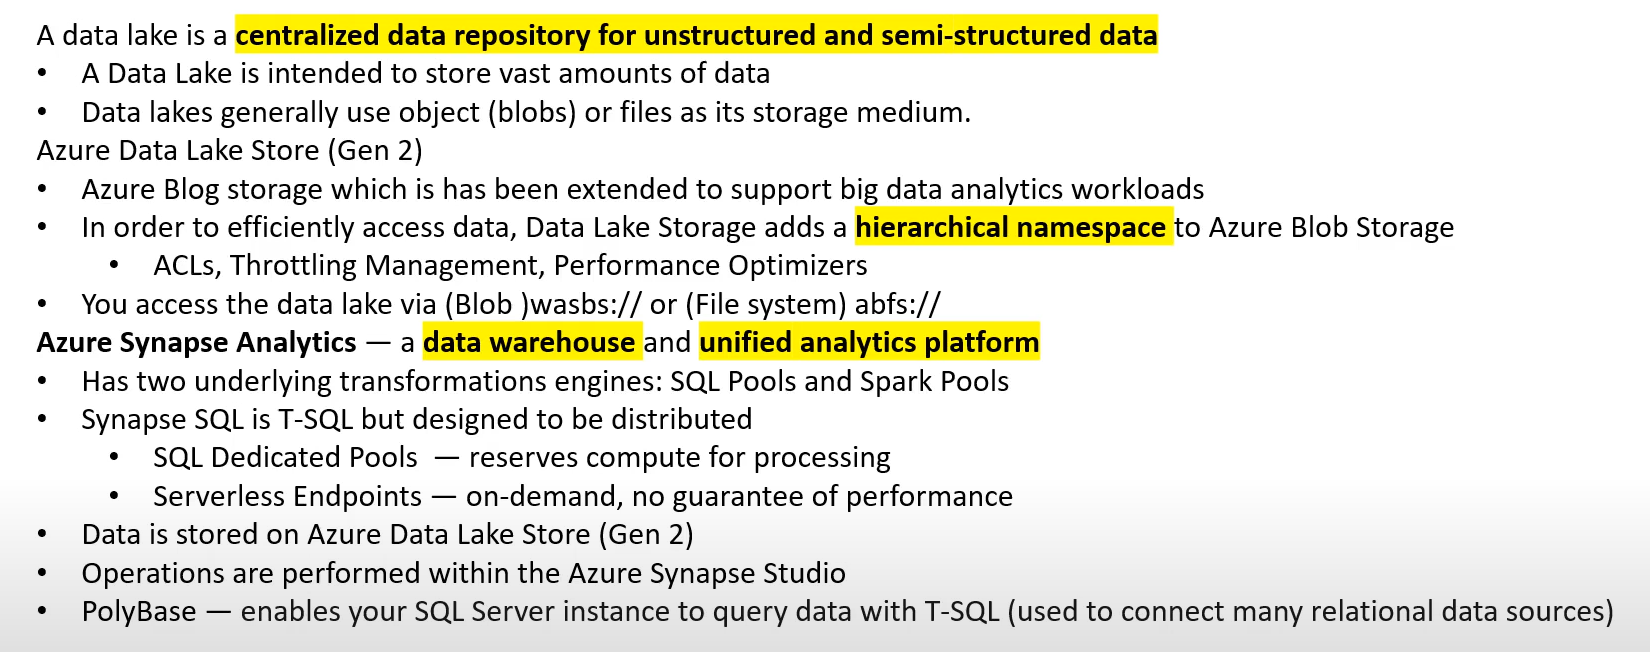 A data lake is a centralized data repository for unstructured and semi-structured data
• A Data Lake is intended to store vast amounts of data
• Data lakes generally use object (blobs) or files as its storage medium.
Azure Data Lake Store (Gen 2)
• Azure Blog storage which is has been extended to support big data analytics workloads
• In order to efficiently access data, Data Lake Storage adds a hierarchical namespace to Azure Blob Storage
• ACLs, Throttling Management, Performance Optimizers
• You access the data lake via (Blob )wasbs:// or (File system) abfs://
Azure Synapse Analytics — a data warehouse and unified analytics platform
• Has two underlying transformations engines: SQL Pools and Spark Pools
• Synapse SQL is T-SQL but designed to be distributed
• SQL Dedicated Pools — reserves compute for processing
• Serverless Endpoints — on-demand, no guarantee of performance
• Data is stored on Azure Data Lake Store (Gen 2)
• Operations are performed within the Azure Synapse Studio
• PolyBase — enables your SQL Server instance to query data with T-SQL (used to connect many relational data sources)